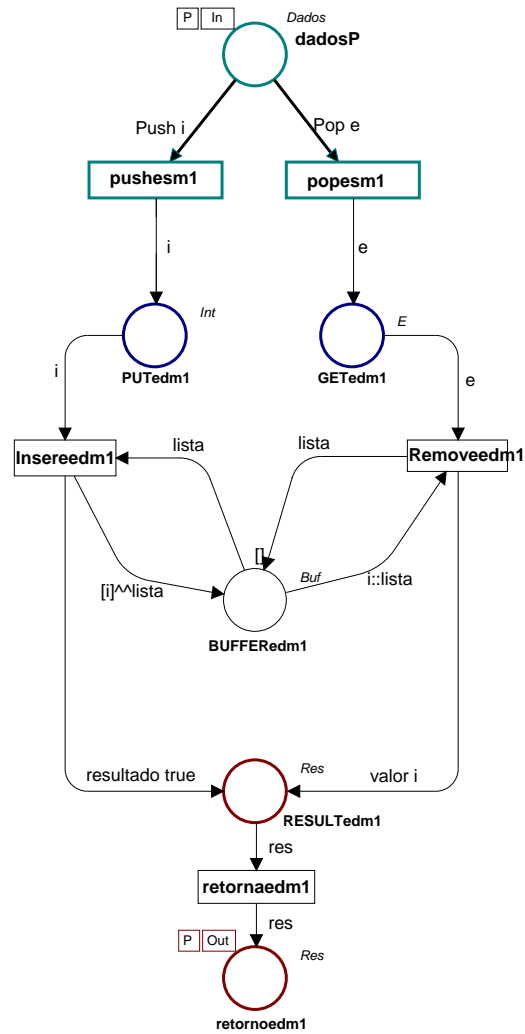 P In Dados
dadosP
Push i Pop e
pushesm1 popesm1
i e
Int E
PUTedm1 GETedm1
i e
Insereedm1 lista lista Removeedm1
[]
[i]^^lista Buf i::lista
BUFFERedm1
Res
resultado true valor i
RESULTedm1
res
retornaedm1
res
P Out Res
retornoedm1